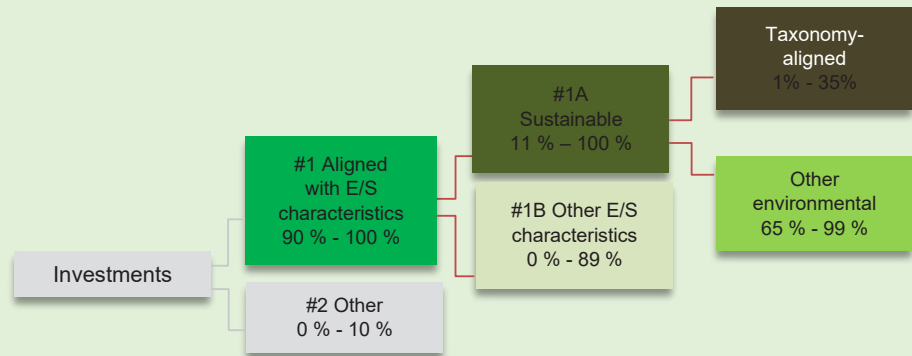 Investments
#1 Aligned
with E/S
characteristics
90 % - 100 %
#2 Other
0 % - 10 %
#1A
Sustainable
11 % – 100 %
#1B Other E/S
characteristics
0 % - 89 %
Taxonomy-
aligned
1% - 35%
Other
environmental
65 % - 99 %